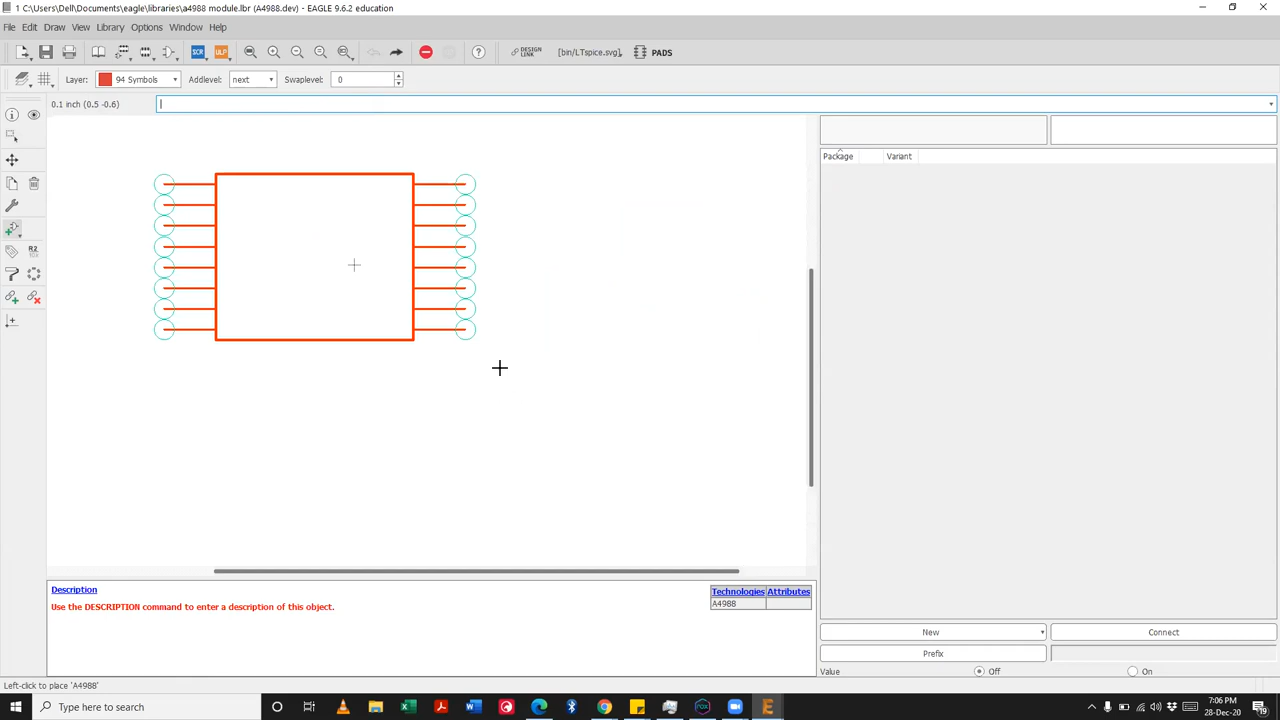 1 C:\Users\Dell\Documents\eagle\libraries\a4988 module.lbr (A4988.dev) - EAGLE 9.6.2 education
File Edit Draw View Library Options Window Help
SCR ULP DESIGN LINK [bin/LTspice.svg], PADS
Layer: 94 Symbols Addlevel: next Swaplevel: 0
0.1 inch (0.5 -0.6)
Package Variant
R2
Description
Use the DESCRIPTION command to enter a description of this object.
Technologies Attributes
A4988
New Connect
Prefix
Value Off On
Left-click to place 'A4988'
Type here to search
7:06 PM
28-Dec-20
19